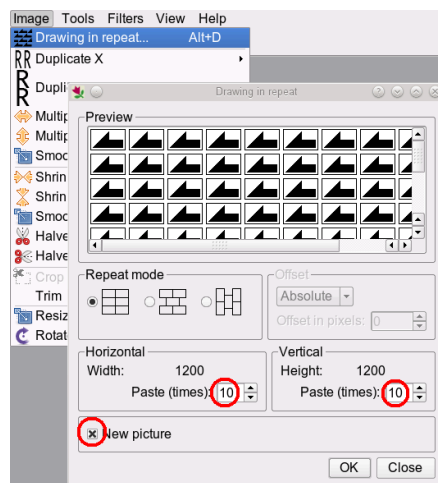 Image Tools Filters View Help
Drawing in repeat... Alt+D
RR Duplicate X
R
R Dupli
Drawing in repeat
Multip
Multip
Smoo
Shrin
Shrin
Smoo
Halve
Halve
Crop
Trim
Resiz
Rotat
Preview
Repeat mode
Offset
Absolute
Offset in pixels: 0
Horizontal
Width: 1200
Paste (times): 10
Vertical
Height: 1200
Paste (times): 10
New picture
OK Close